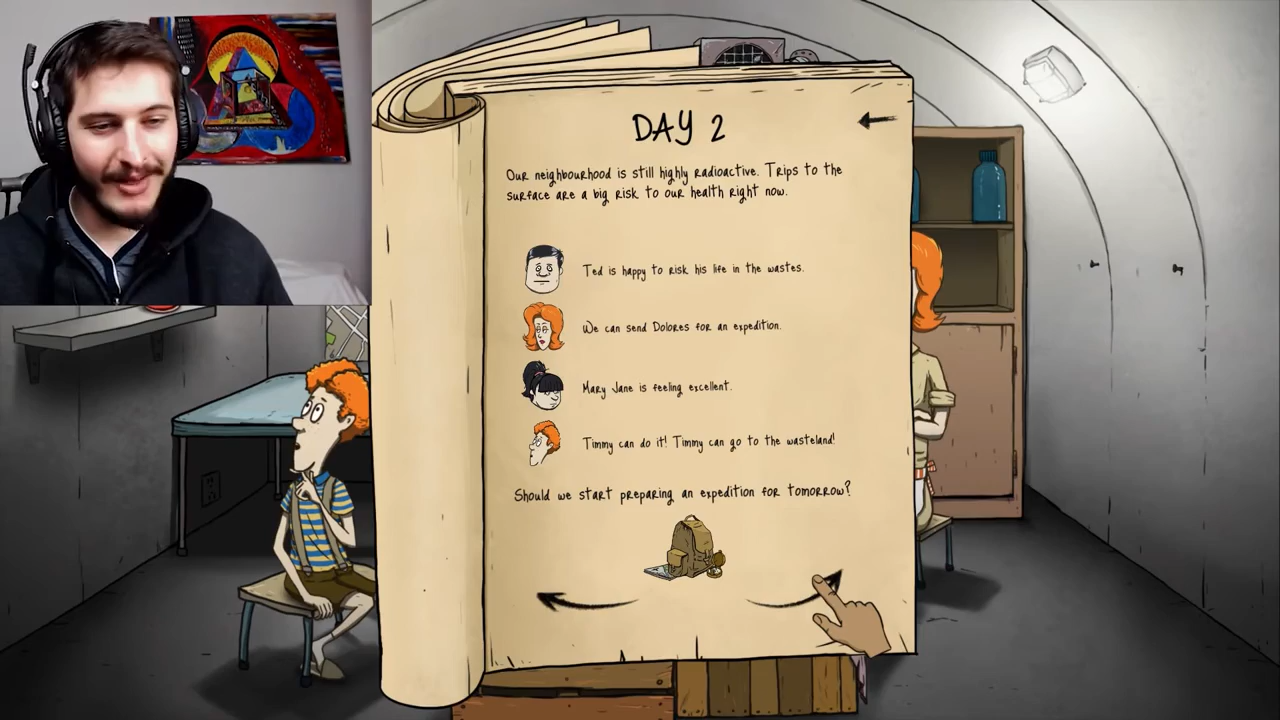 DAY 2
Our neighbourhood is still highly radioactive. Trips to the
surface are a big risk to our health right now.
Ted is happy to risk his life in the wastes.
We can send Dolores for an expedition.
Mary Jane is feeling excellent.
Timmy can do it! Timmy can go to the wasteland!
Should we start preparing an expedition for tomorrow?